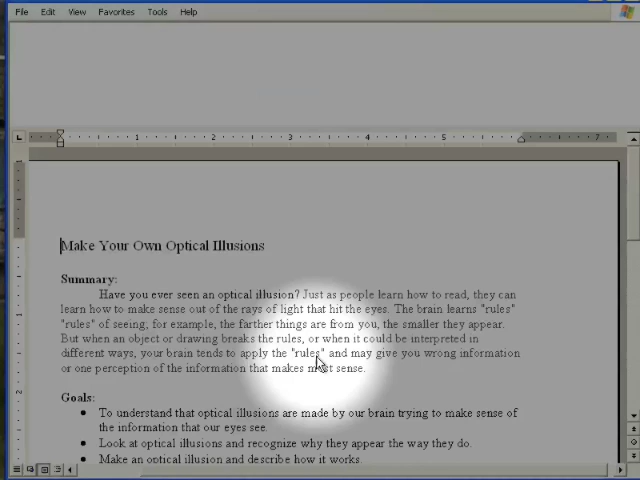 File Edit View Favorites Tools Help
1 2 3 4 5 7
Make Your Own Optical Illusions
Summary:
Have you ever seen an optical illusion? Just as people learn how to read, they can
learn how to make sense out of the rays of light that hit the eyes. The brain learns "rules"
"rules" of seeing; for example, the farther things are from you, the smaller they appear.
But when an object or drawing breaks the rules, or when it could be interpreted in
different ways, your brain tends to apply the "rules" and may give you wrong information
or one perception of the information that makes most sense.
Goals:
• To understand that optical illusions are made by our brain trying to make sense of
the information that our eyes see.
• Look at optical illusions and recognize why they appear the way they do.
• Make an optical illusion and describe how it works.